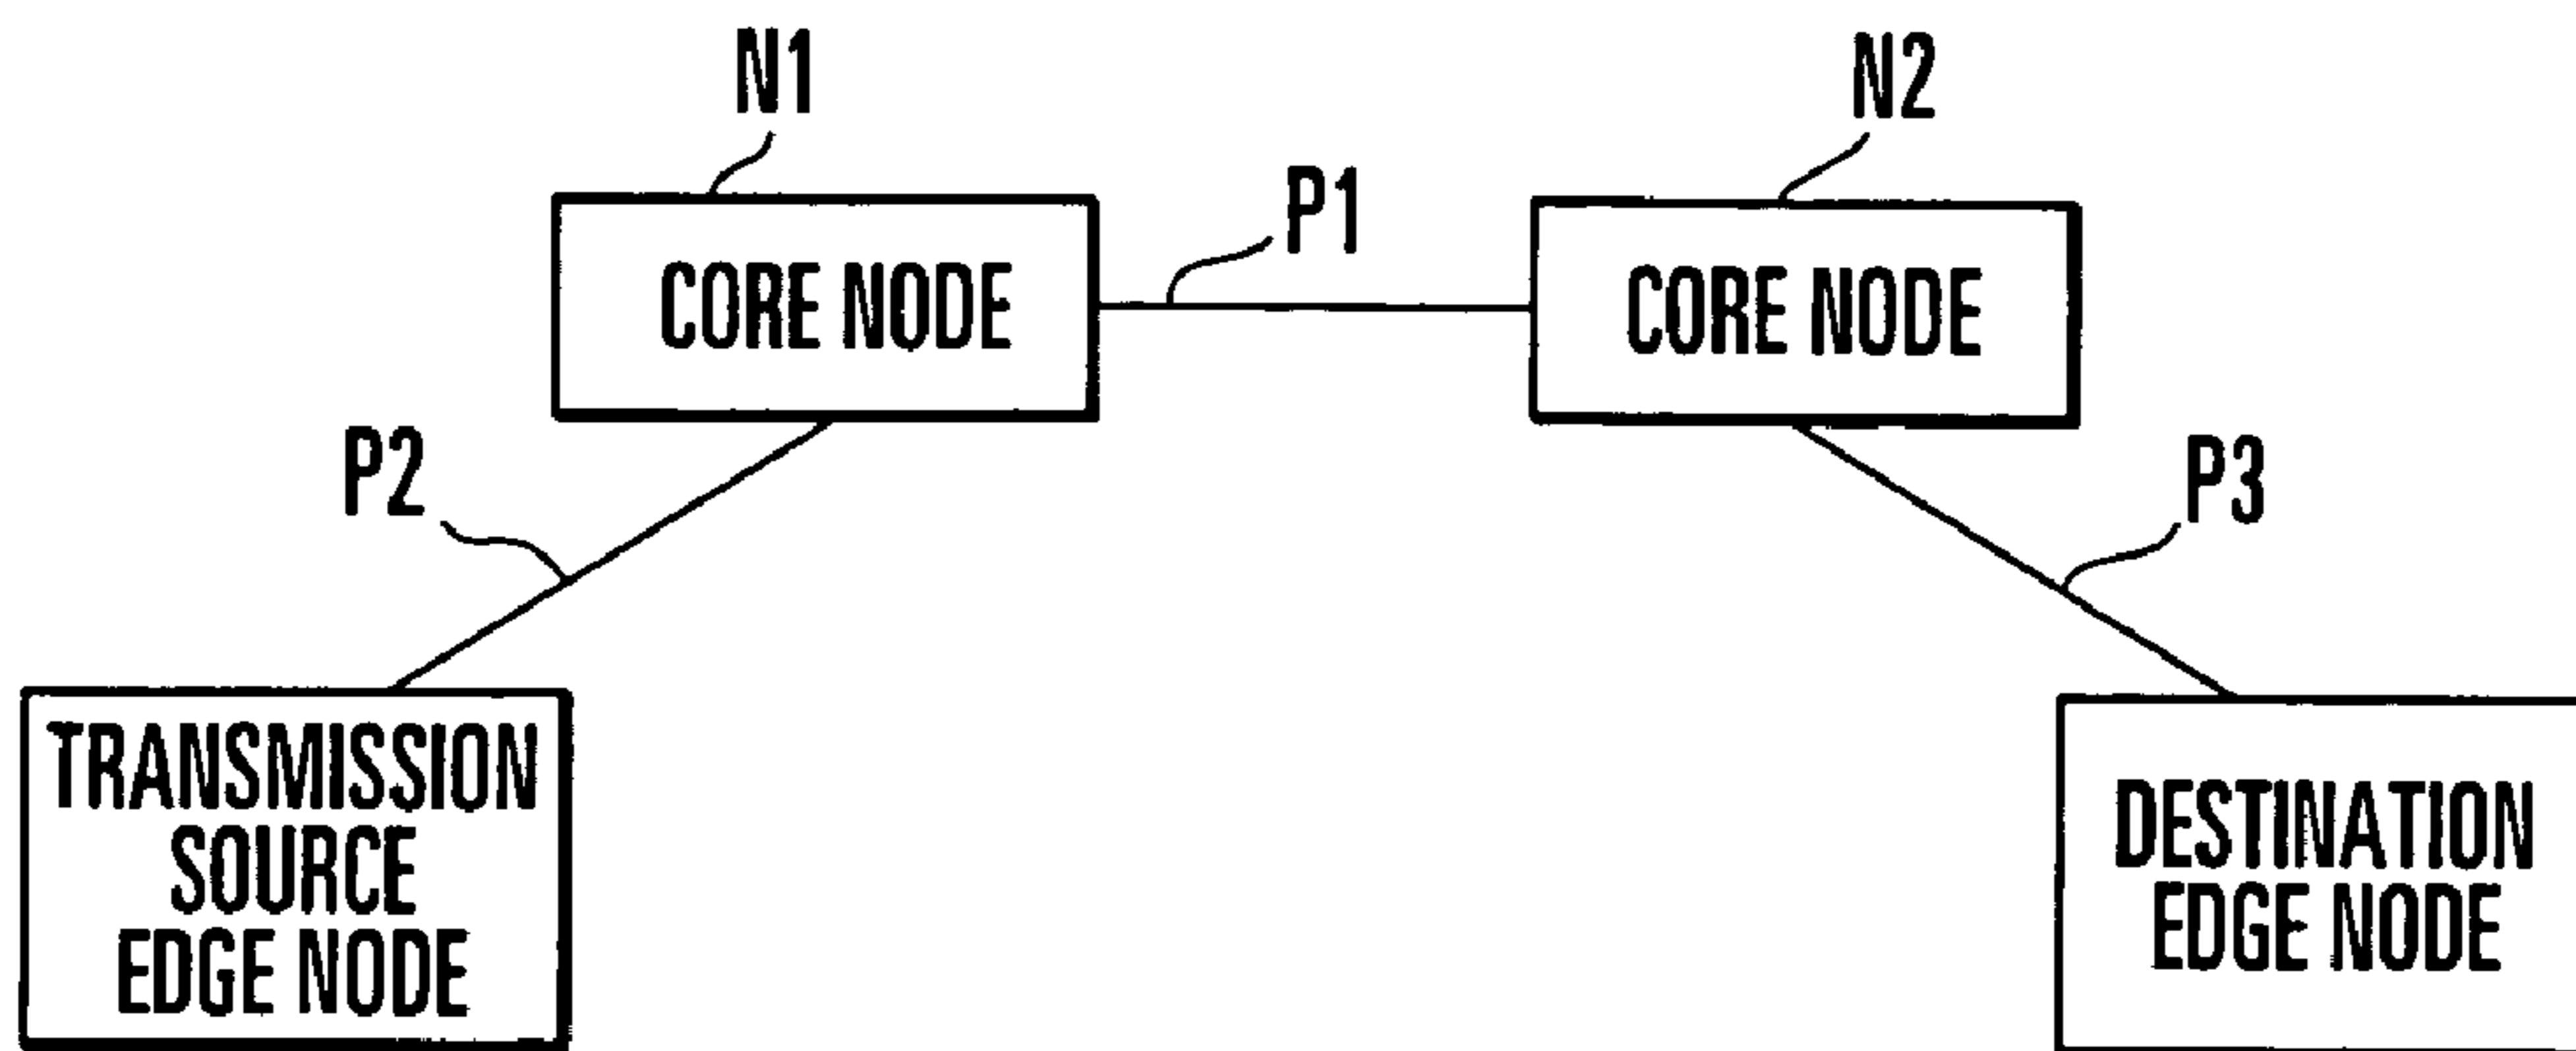 N1
N2
P1
CORE NODE
CORE NODE
P2
P3
TRANSMISSION
SOURCE
EDGE NODE
DESTINATION
EDGE NODE